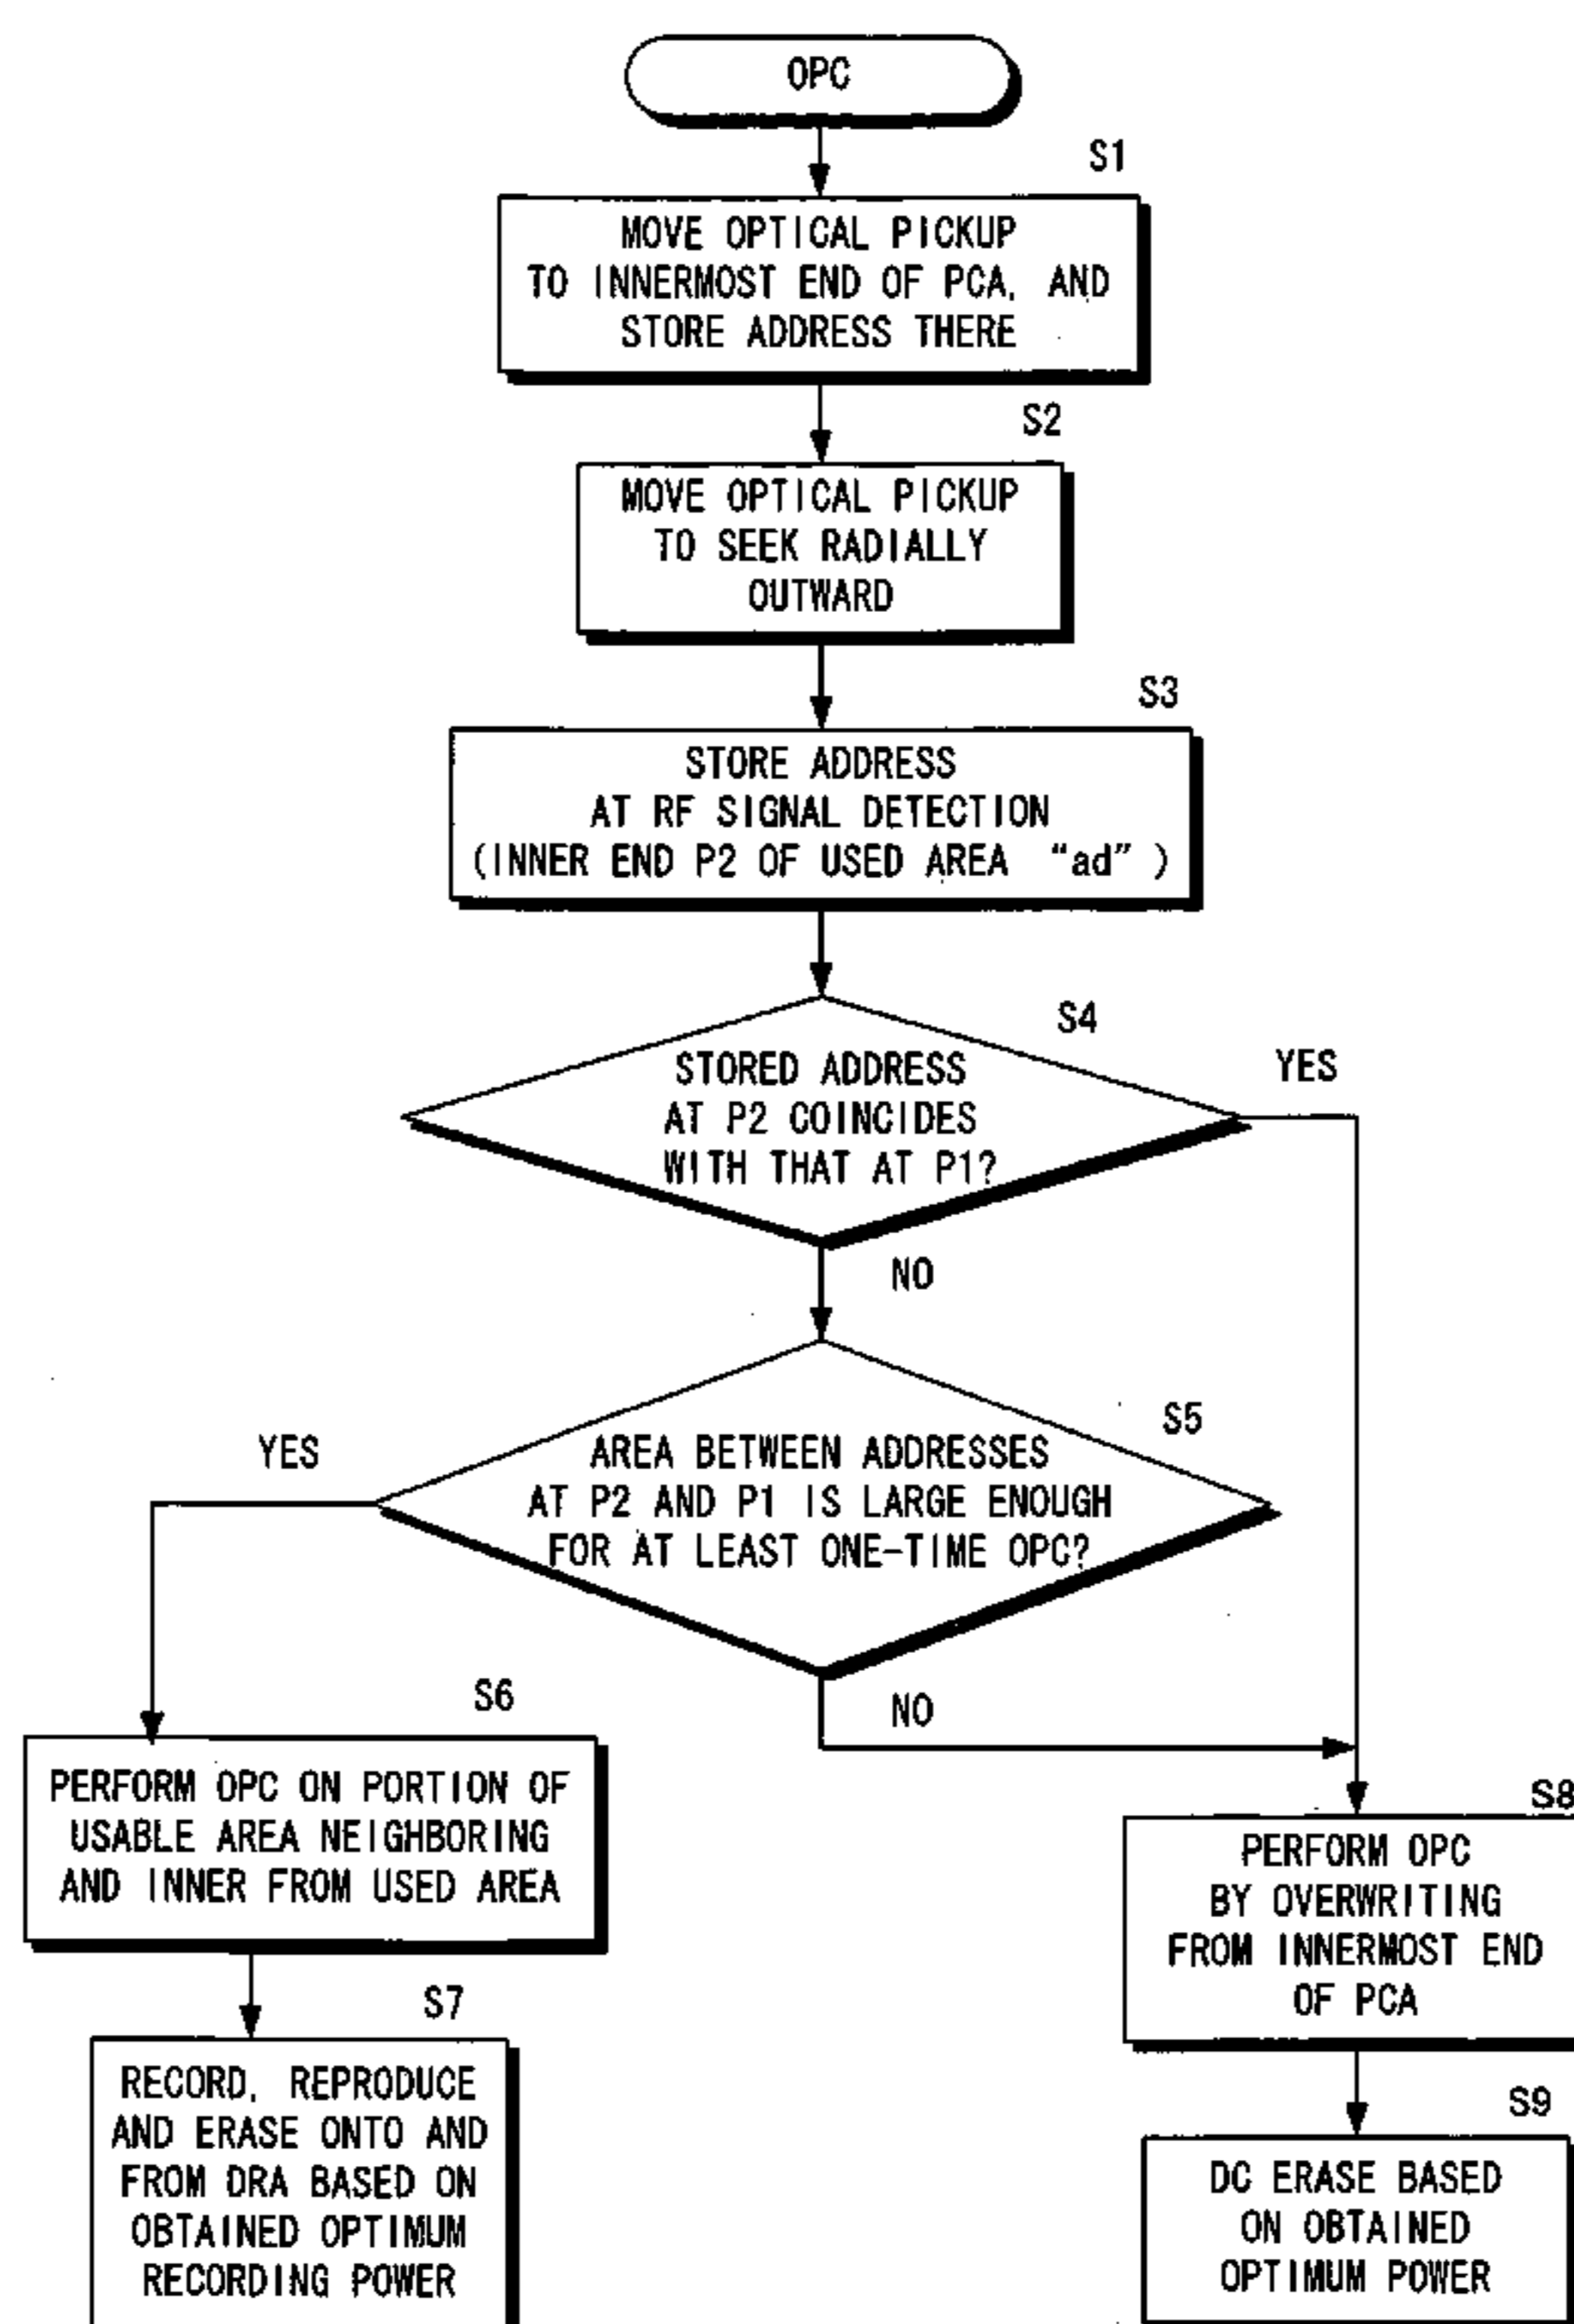 OPC
S1
MOVE OPTICAL PICKUP
TO INNERMOST END OF PCA, AND
STORE ADDRESS THERE
S2
MOVE OPTICAL PICKUP
TO SEEK RADIALLY
OUTWARD
S3
STORE ADDRESS
AT RF SIGNAL DETECTION
(INNER END P2 OF USED AREA “ad”)
S4
STORED ADDRESS
AT P2 COINCIDES
WITH THAT AT P1?
YES
NO
S5
AREA BETWEEN ADDRESSES
AT P2 AND P1 IS LARGE ENOUGH
FOR AT LEAST ONE-TIME OPC?
YES
NO
S6
PERFORM OPC ON PORTION OF
USABLE AREA NEIGHBORING
AND INNER FROM USED AREA
S7
RECORD, REPRODUCE
AND ERASE ONTO AND
FROM DRA BASED ON
OBTAINED OPTIMUM
RECORDING POWER
S8
PERFORM OPC
BY OVERWRITING
FROM INNERMOST END
OF PCA
S9
DC ERASE BASED
ON OBTAINED
OPTIMUM POWER